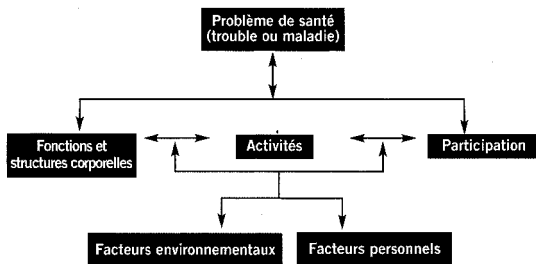 Problème de santé
(trouble ou maladie)
Fonctions et
structures corporelles
Activités
Participation
Facteurs environnementaux
Facteurs personnels